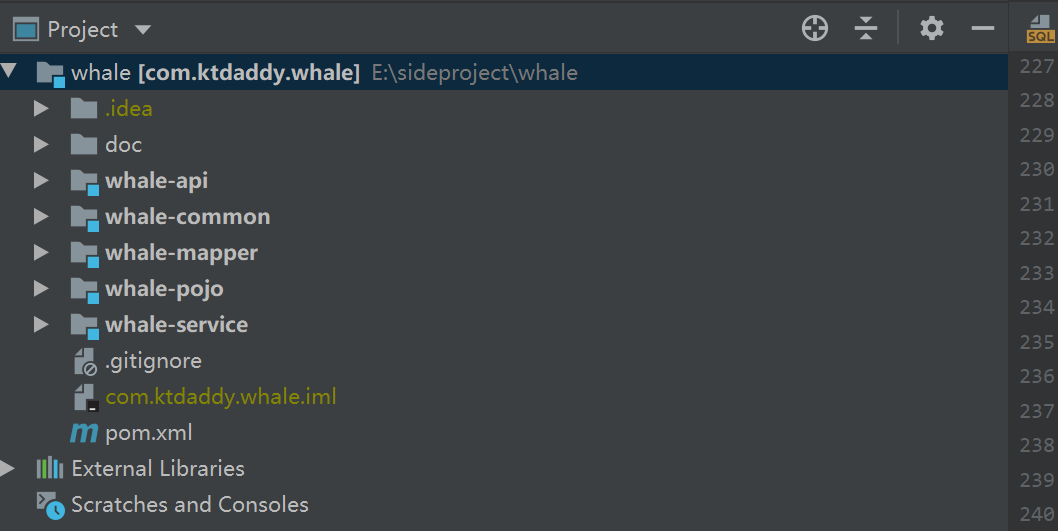 Project
SQL
whale [com.ktdaddy.whale] E:\sideproject\whale
227
.idea
228
doc
229
whale-api
230
whale-common
231
whale-mapper
232
whale-pojo
233
whale-service
234
.gitignore
235
com.ktdaddy.whale.iml
236
pom.xml
237
External Libraries
238
Scratches and Consoles
239
240